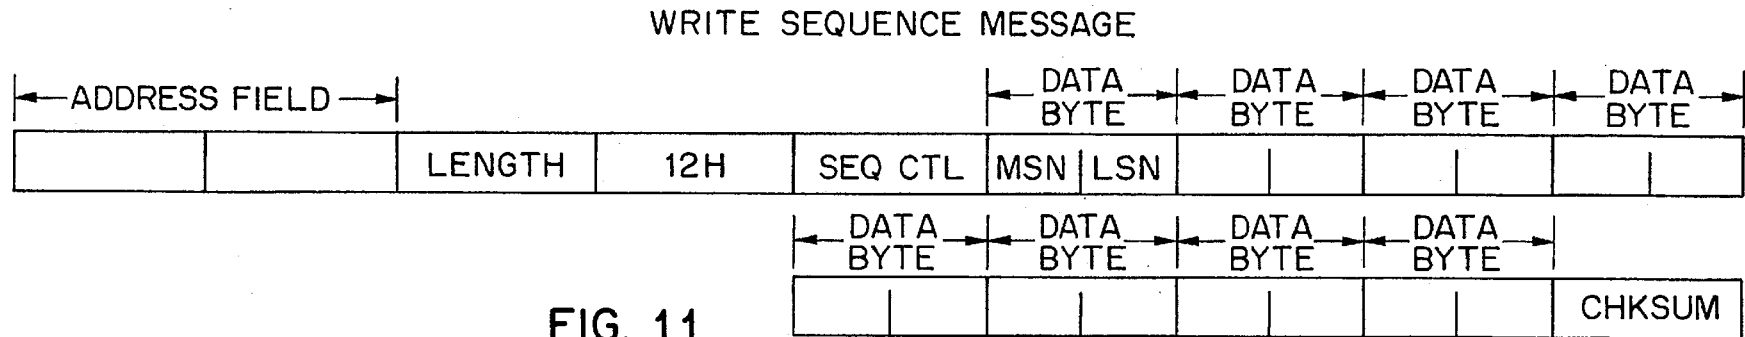 WRITE SEQUENCE MESSAGE
ADDRESS FIELD
DATA BYTE DATA BYTE DATA BYTE DATA BYTE
LENGTH 12H SEQ CTL MSN LSN
DATA BYTE DATA BYTE DATA BYTE DATA BYTE
CHKSUM
FIG. 11